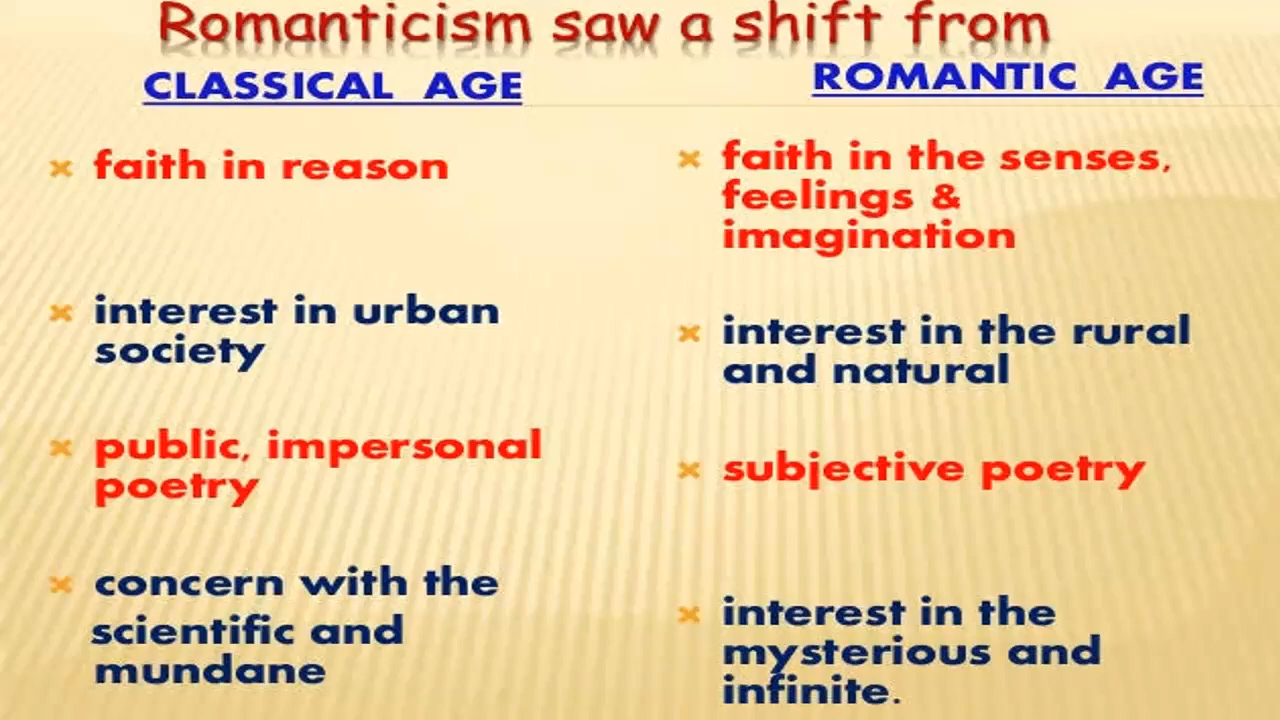 Romanticism saw a shift from
CLASSICAL AGE
faith in reason
interest in urban
society
public, impersonal
poetry
concern with the
scientific and
mundane
ROMANTIC AGE
faith in the senses,
feelings &
imagination
interest in the rural
and natural
subjective poetry
interest in the
mysterious and
infinite.